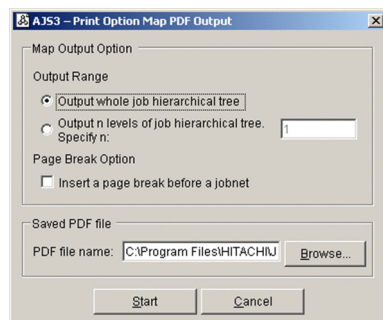 AJS3 – Print Option Map PDF Output
Map Output Option
Output Range
Output whole job hierarchical tree
Output n levels of job hierarchical tree.
Specify n:
1
Page Break Option
Insert a page break before a jobnet
Saved PDF file
PDF file name: C:\Program Files\HITACHI\J Browse...
Start Cancel